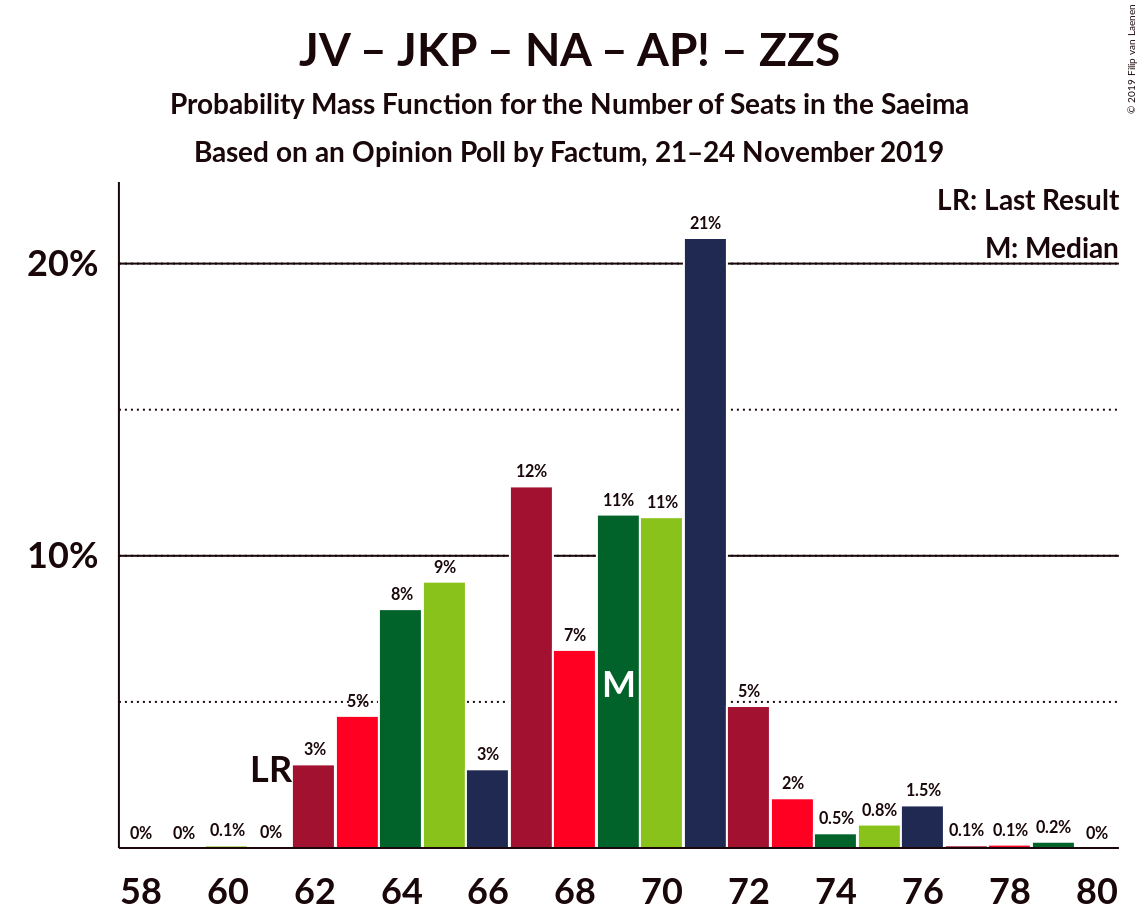 JV – JKP – NA – AP! – ZZS
Probability Mass Function for the Number of Seats in the Saeima
Based on an Opinion Poll by Factum, 21–24 November 2019
© 2019 Filip van Laenen
LR: Last Result
M: Median
20%
10%
0%
0%
0.1%
0%
3%
5%
8%
9%
3%
12%
7%
11%
11%
21%
5%
2%
0.5%
0.8%
1.5%
0.1%
0.1%
0.2%
0%
LR
M
58 60 62 64 66 68 70 72 74 76 78 80